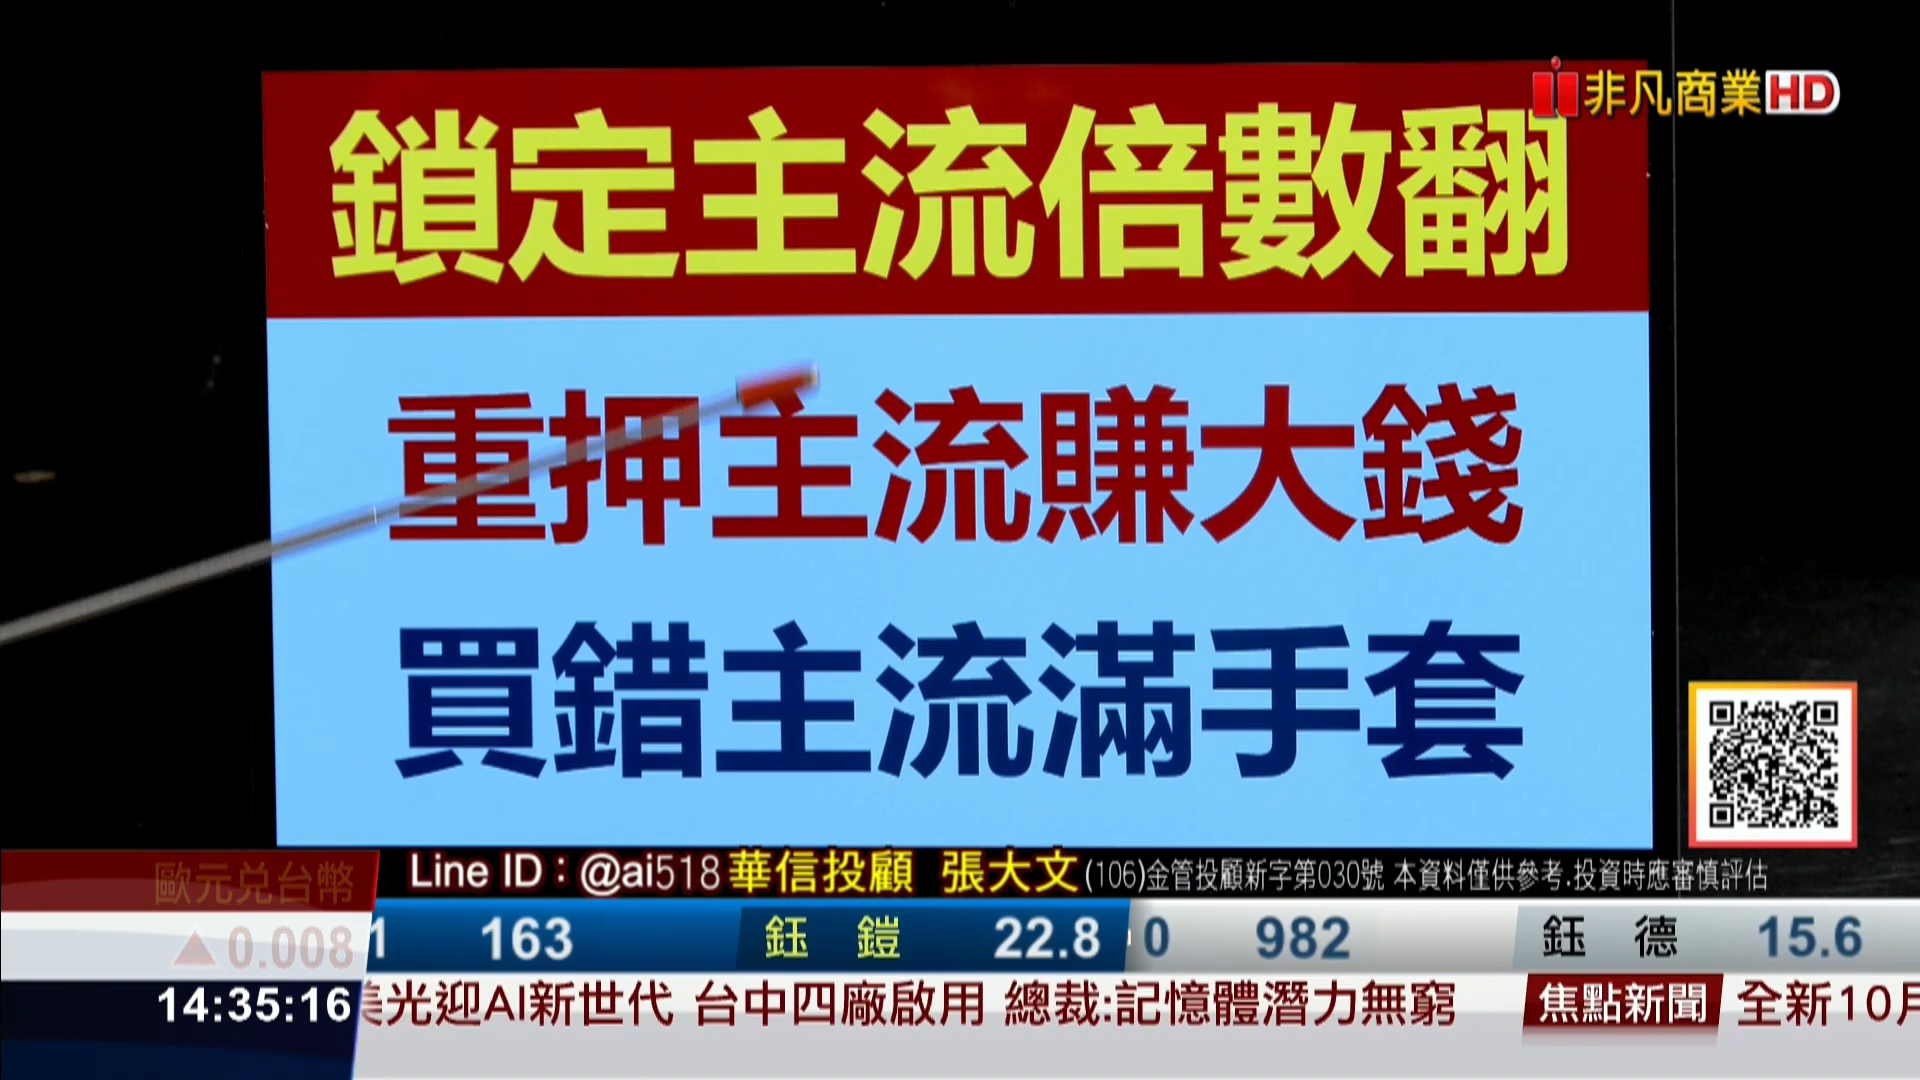 非凡商業HD
鎖定主流倍數翻
重押主流賺大錢
買錯主流滿手套
Line ID：@ai518 華信投顧 張大文 (106)金管投顧新字第030號 本資料僅供參考.投資時應審慎評估
歐元兌台幣
▲0.008
1 163 鈺鎧 22.8 0 982 鈺德 15.6
14:35:16
光迎AI新世代 台中四廠啟用 總裁:記憶體潛力無窮 焦點新聞 全新10月